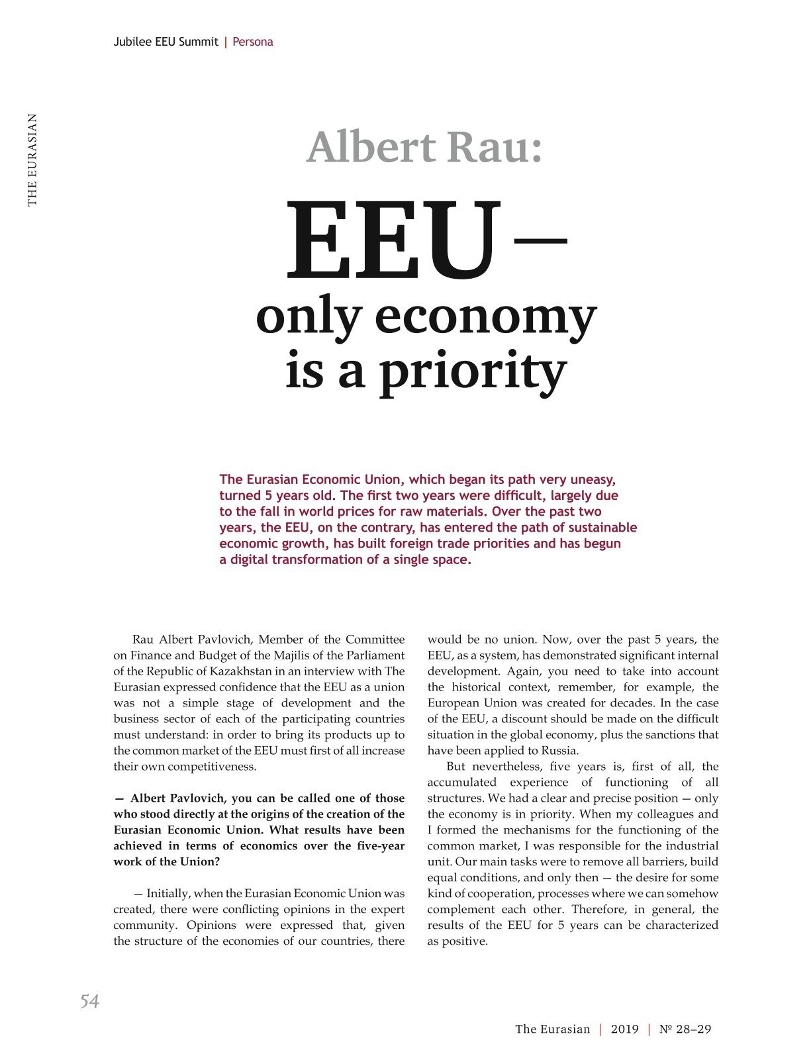 Jubilee EEU Summit | Persona
THE EURASIAN
Albert Rau:
EEU —
only economy
is a priority
The Eurasian Economic Union, which began its path very uneasy,
turned 5 years old. The first two years were difficult, largely due
to the fall in world prices for raw materials. Over the past two
years, the EEU, on the contrary, has entered the path of sustainable
economic growth, has built foreign trade priorities and has begun
a digital transformation of a single space.
Rau Albert Pavlovich, Member of the Committee
on Finance and Budget of the Majilis of the Parliament
of the Republic of Kazakhstan in an interview with The
Eurasian expressed confidence that the EEU as a union
was not a simple stage of development and the
business sector of each of the participating countries
must understand: in order to bring its products up to
the common market of the EEU must first of all increase
their own competitiveness.
— Albert Pavlovich, you can be called one of those
who stood directly at the origins of the creation of the
Eurasian Economic Union. What results have been
achieved in terms of economics over the five-year
work of the Union?
— Initially, when the Eurasian Economic Union was
created, there were conflicting opinions in the expert
community. Opinions were expressed that, given
the structure of the economies of our countries, there
would be no union. Now, over the past 5 years, the
EEU, as a system, has demonstrated significant internal
development. Again, you need to take into account
the historical context, remember, for example, the
European Union was created for decades. In the case
of the EEU, a discount should be made on the difficult
situation in the global economy, plus the sanctions that
have been applied to Russia.
But nevertheless, five years is, first of all, the
accumulated experience of functioning of all
structures. We had a clear and precise position — only
the economy is in priority. When my colleagues and
I formed the mechanisms for the functioning of the
common market, I was responsible for the industrial
unit. Our main tasks were to remove all barriers, build
equal conditions, and only then — the desire for some
kind of cooperation, processes where we can somehow
complement each other. Therefore, in general, the
results of the EEU for 5 years can be characterized
as positive.
54
The Eurasian | 2019 | № 28–29